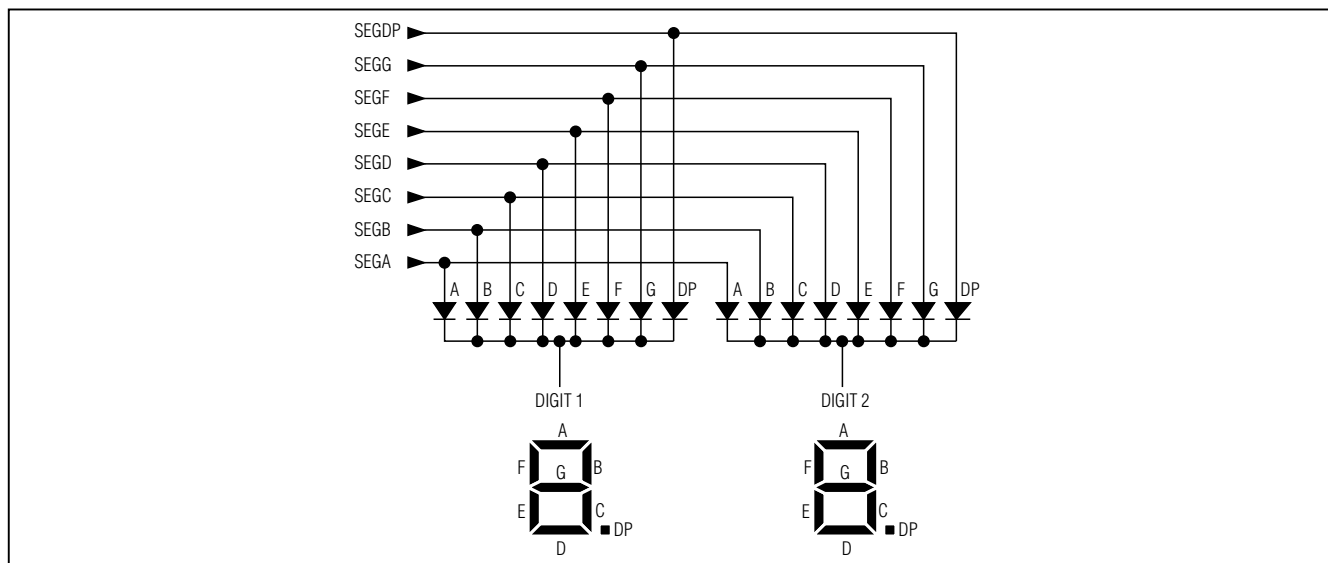 SEGDP
SEGG
SEGF
SEGE
SEGD
SEGC
SEGB
SEGA
A B C D E F G DP A B C D E F G DP
DIGIT 1 DIGIT 2
A A
F G B F G B
E C E C
DP DP
D D